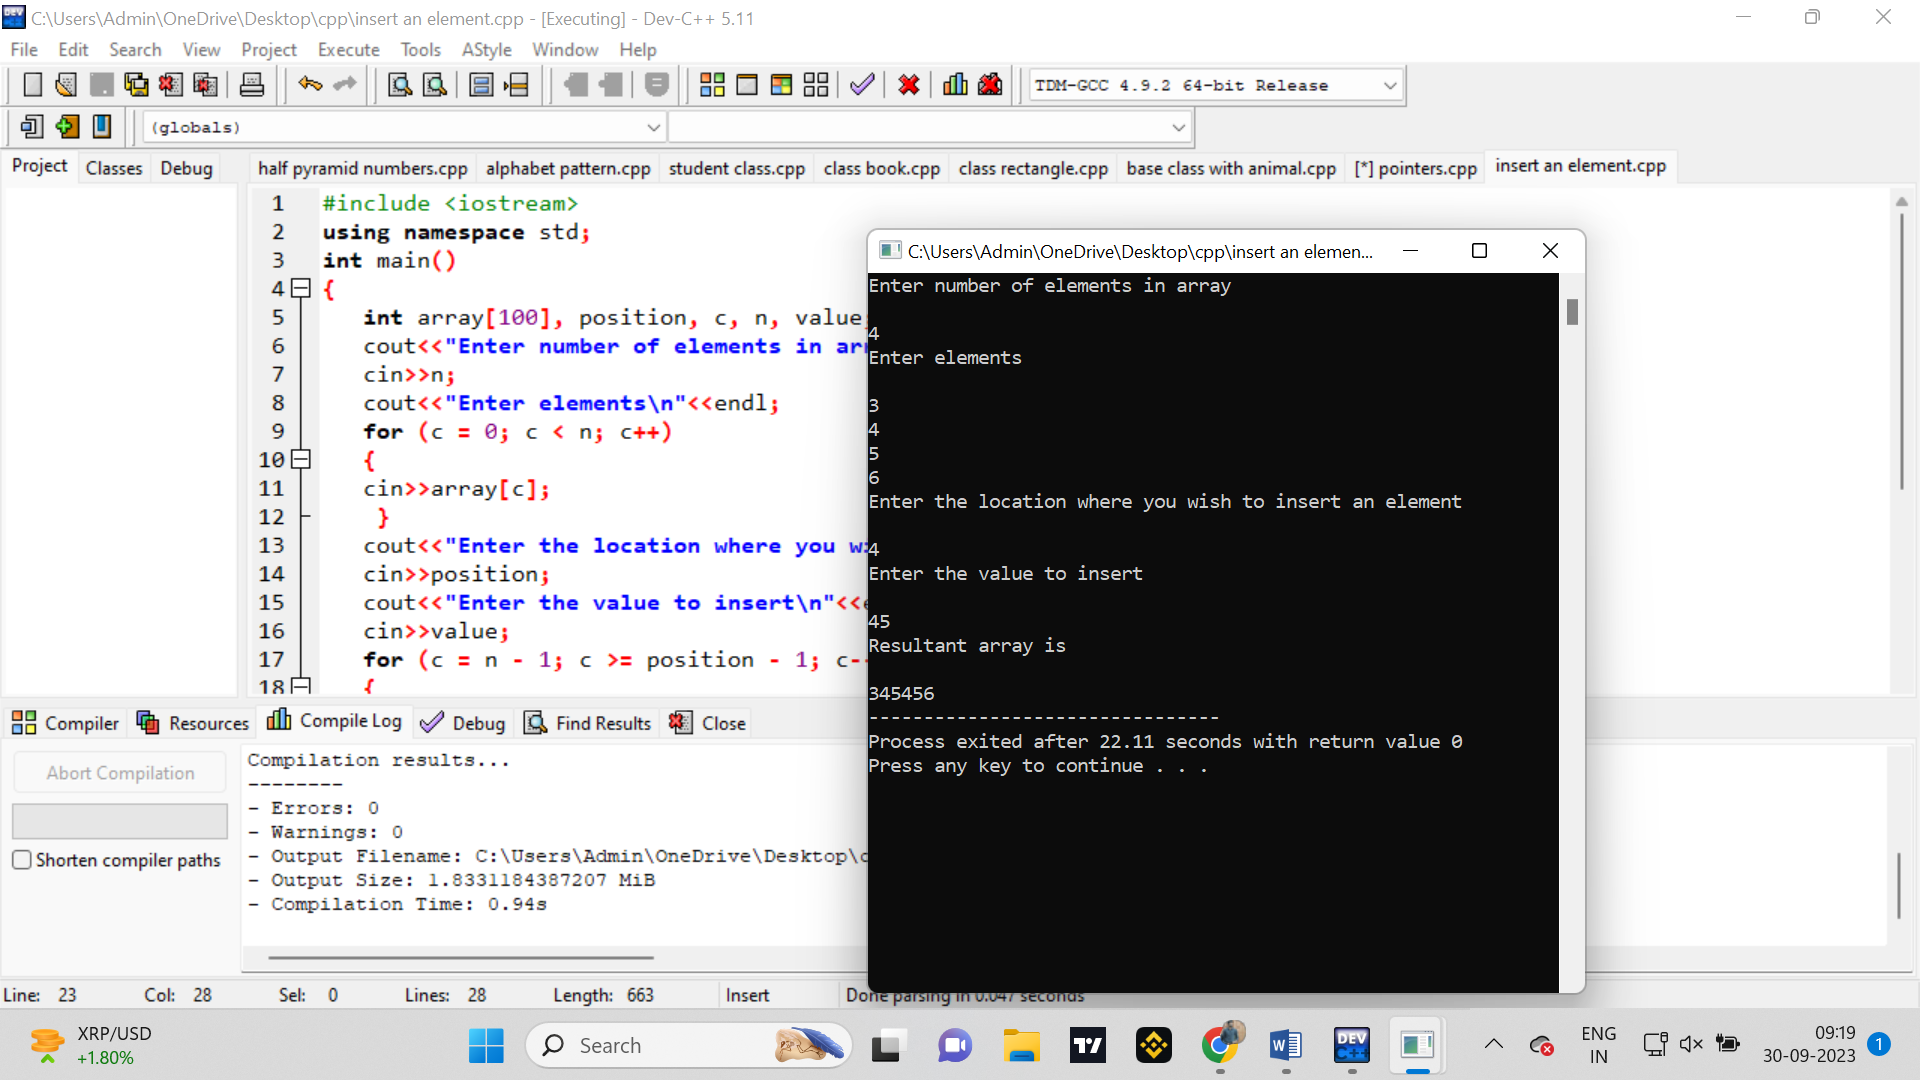 C:\Users\Admin\OneDrive\Desktop\cpp\insert an element.cpp - [Executing] - Dev-C++ 5.11
File Edit Search View Project Execute Tools AStyle Window Help
TDM-GCC 4.9.2 64-bit Release
(globals)
Project Classes Debug
half pyramid numbers.cpp alphabet pattern.cpp student class.cpp class book.cpp class rectangle.cpp base class with animal.cpp [*] pointers.cpp insert an element.cpp
1 #include <iostream>
2 using namespace std;
3 int main()
4 {
5 int array[100], position, c, n, value;
6 cout<<"Enter number of elements in arr
7 cin>>n;
8 cout<<"Enter elements\n"<<endl;
9 for (c = 0; c < n; c++)
10 {
11 cin>>array[c];
12 }
13 cout<<"Enter the location where you w
14 cin>>position;
15 cout<<"Enter the value to insert\n"<<e
16 cin>>value;
17 for (c = n - 1; c >= position - 1; c--
18 {
C:\Users\Admin\OneDrive\Desktop\cpp\insert an elemen...
Enter number of elements in array
4
Enter elements
3
4
5
6
Enter the location where you wish to insert an element
4
Enter the value to insert
45
Resultant array is
345456
--------------------------------
Process exited after 22.11 seconds with return value 0
Press any key to continue . . .
Compiler Resources Compile Log Debug Find Results Close
Abort Compilation
Shorten compiler paths
Compilation results...
--------
- Errors: 0
- Warnings: 0
- Output Filename: C:\Users\Admin\OneDrive\Desktop\c
- Output Size: 1.8331184387207 MiB
- Compilation Time: 0.94s
Line: 23 Col: 28 Sel: 0 Lines: 28 Length: 663 Insert Done parsing in 0.047 seconds
XRP/USD
+1.80%
Search
DEV
C++
ENG
IN
09:19
30-09-2023
1